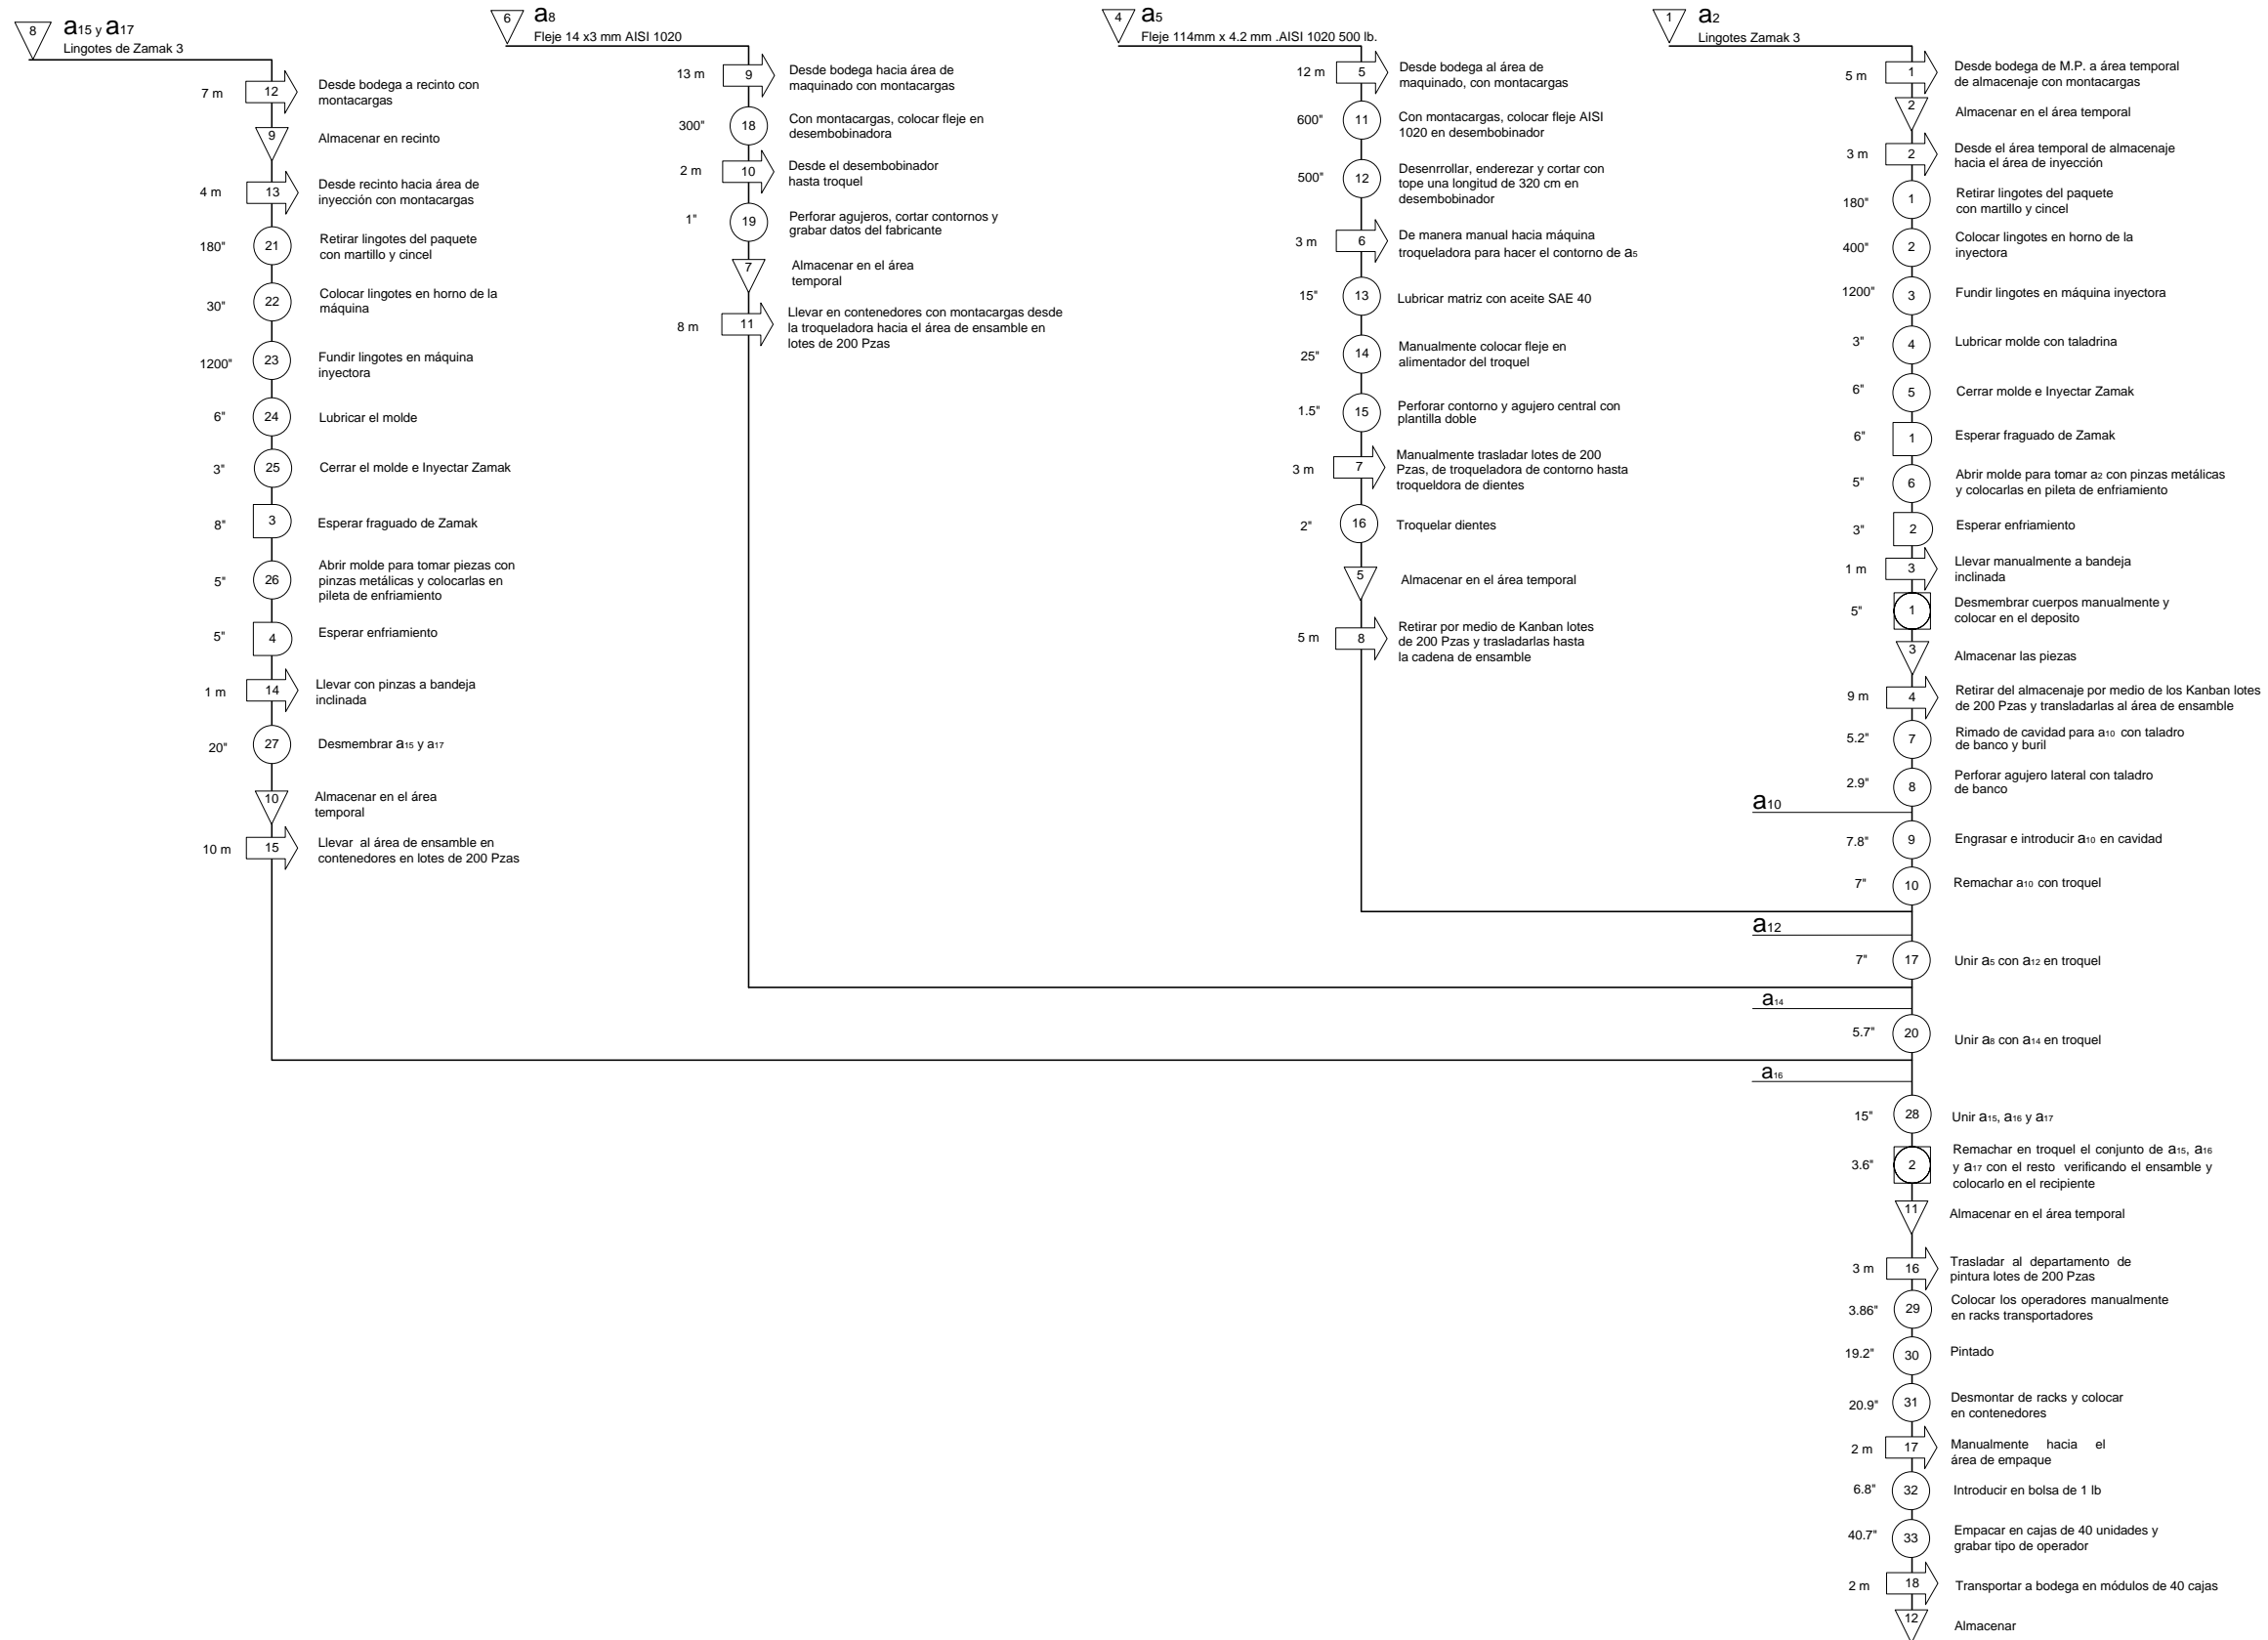 8
a15 y a17
Lingotes de Zamak 3
7 m
12
Desde bodega a recinto con
montacargas
9
Almacenar en recinto
4 m
13
Desde recinto hacia área de
inyección con montacargas
180"
21
Retirar lingotes del paquete
con martillo y cincel
30"
22
Colocar lingotes en horno de la
máquina
1200"
23
Fundir lingotes en máquina
inyectora
6"
24
Lubricar el molde
3"
25
Cerrar el molde e Inyectar Zamak
8"
3
Esperar fraguado de Zamak
5"
26
Abrir molde para tomar piezas con
pinzas metálicas y colocarlas en
pileta de enfriamiento
5"
4
Esperar enfriamiento
1 m
14
Llevar con pinzas a bandeja
inclinada
20"
27
Desmembrar a15 y a17
10
Almacenar en el área
temporal
10 m
15
Llevar al área de ensamble en
contenedores en lotes de 200 Pzas
6
a8
Fleje 14 x3 mm AISI 1020
13 m
9
Desde bodega hacia área de
maquinado con montacargas
300"
18
Con montacargas, colocar fleje en
desembobinadora
2 m
10
Desde el desembobinador
hasta troquel
1"
19
Perforar agujeros, cortar contornos y
grabar datos del fabricante
7
Almacenar en el área
temporal
8 m
11
Llevar en contenedores con montacargas desde
la troqueladora hacia el área de ensamble en
lotes de 200 Pzas
4
a5
Fleje 114mm x 4.2 mm .AISI 1020 500 lb.
12 m
5
Desde bodega al área de
maquinado, con montacargas
600"
11
Con montacargas, colocar fleje AISI
1020 en desembobinador
500"
12
Desenrrollar, enderezar y cortar con
tope una longitud de 320 cm en
desembobinador
3 m
6
De manera manual hacia máquina
troqueladora para hacer el contorno de a5
15"
13
Lubricar matriz con aceite SAE 40
25"
14
Manualmente colocar fleje en
alimentador del troquel
1.5"
15
Perforar contorno y agujero central con
plantilla doble
3 m
7
Manualmente trasladar lotes de 200
Pzas, de troqueladora de contorno hasta
troqueldora de dientes
2"
16
Troquelar dientes
5
Almacenar en el área temporal
5 m
8
Retirar por medio de Kanban lotes
de 200 Pzas y trasladarlas hasta
la cadena de ensamble
1
a2
Lingotes Zamak 3
5 m
1
Desde bodega de M.P. a área temporal
de almacenaje con montacargas
2
Almacenar en el área temporal
3 m
2
Desde el área temporal de almacenaje
hacia el área de inyección
180"
1
Retirar lingotes del paquete
con martillo y cincel
400"
2
Colocar lingotes en horno de la
inyectora
1200"
3
Fundir lingotes en máquina inyectora
3"
4
Lubricar molde con taladrina
6"
5
Cerrar molde e Inyectar Zamak
6"
1
Esperar fraguado de Zamak
5"
6
Abrir molde para tomar a2 con pinzas metálicas
y colocarlas en pileta de enfriamiento
3"
2
Esperar enfriamiento
1 m
3
Llevar manualmente a bandeja
inclinada
5"
1
Desmembrar cuerpos manualmente y
colocar en el deposito
3
Almacenar las piezas
9 m
4
Retirar del almacenaje por medio de los Kanban lotes
de 200 Pzas y transladarlas al área de ensamble
5.2"
7
Rimado de cavidad para a10 con taladro
de banco y buril
2.9"
8
Perforar agujero lateral con taladro
de banco
a10
7.8"
9
Engrasar e introducir a10 en cavidad
7"
10
Remachar a10 con troquel
a12
7"
17
Unir a5 con a12 en troquel
a14
5.7"
20
Unir a8 con a14 en troquel
a16
15"
28
Unir a15, a16 y a17
3.6"
2
Remachar en troquel el conjunto de a15, a16
y a17 con el resto verificando el ensamble y
colocarlo en el recipiente
11
Almacenar en el área temporal
3 m
16
Trasladar al departamento de
pintura lotes de 200 Pzas
3.86"
29
Colocar los operadores manualmente
en racks transportadores
19.2"
30
Pintado
20.9"
31
Desmontar de racks y colocar
en contenedores
2 m
17
Manualmente hacia el
área de empaque
6.8"
32
Introducir en bolsa de 1 lb
40.7"
33
Empacar en cajas de 40 unidades y
grabar tipo de operador
2 m
18
Transportar a bodega en módulos de 40 cajas
12
Almacenar